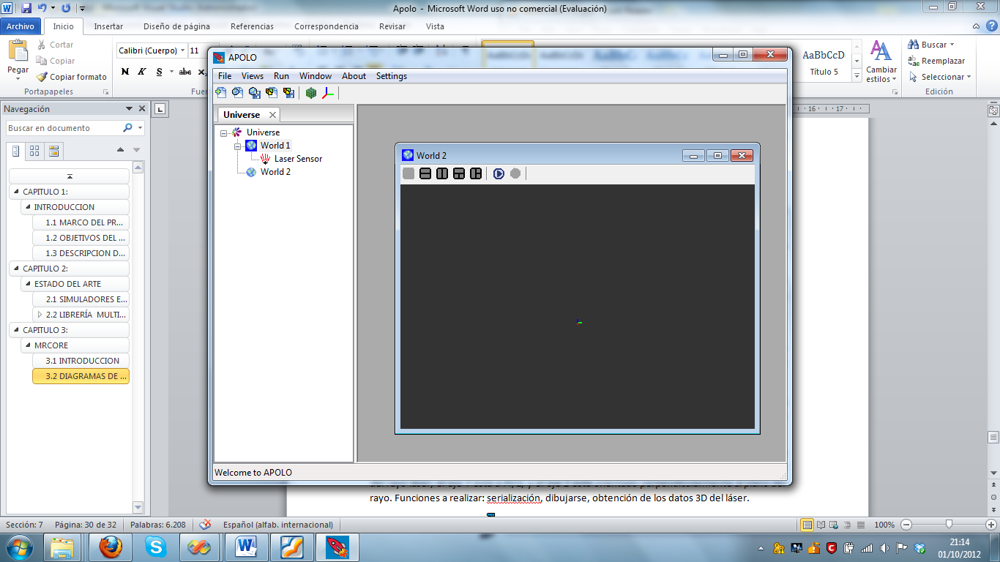 Apolo - Microsoft Word uso no comercial (Evaluación)
Archivo Inicio Insertar Diseño de página Referencias Correspondencia Revisar Vista
Pegar
Cortar
Copiar
Copiar formato
Portapapeles
Calibri (Cuerpo) 11
N K S abc
Fuer
AaBbCcD
Título 5
Cambiar estilos
Buscar
Reemplazar
Seleccionar
Edición
Navegación
Buscar en documento
CAPITULO 1:
INTRODUCCION
1.1 MARCO DEL PR...
1.2 OBJETIVOS DEL ...
1.3 DESCRIPCION D...
CAPITULO 2:
ESTADO DEL ARTE
2.1 SIMULADORES E...
2.2 LIBRERÍA MULTI...
CAPITULO 3:
MRCORE
3.1 INTRODUCCION
3.2 DIAGRAMAS DE ...
APOLO
File Views Run Window About Settings
Universe
Universe
World 1
Laser Sensor
World 2
World 2
Welcome to APOLO
16 17
rayo. Funciones a realizar: serialización, dibujarse, obtención de los datos 3D del láser.
Sección: 7 Página: 30 de 32 Palabras: 6.208 Español (alfab. internacional) 100%
21:14
01/10/2012